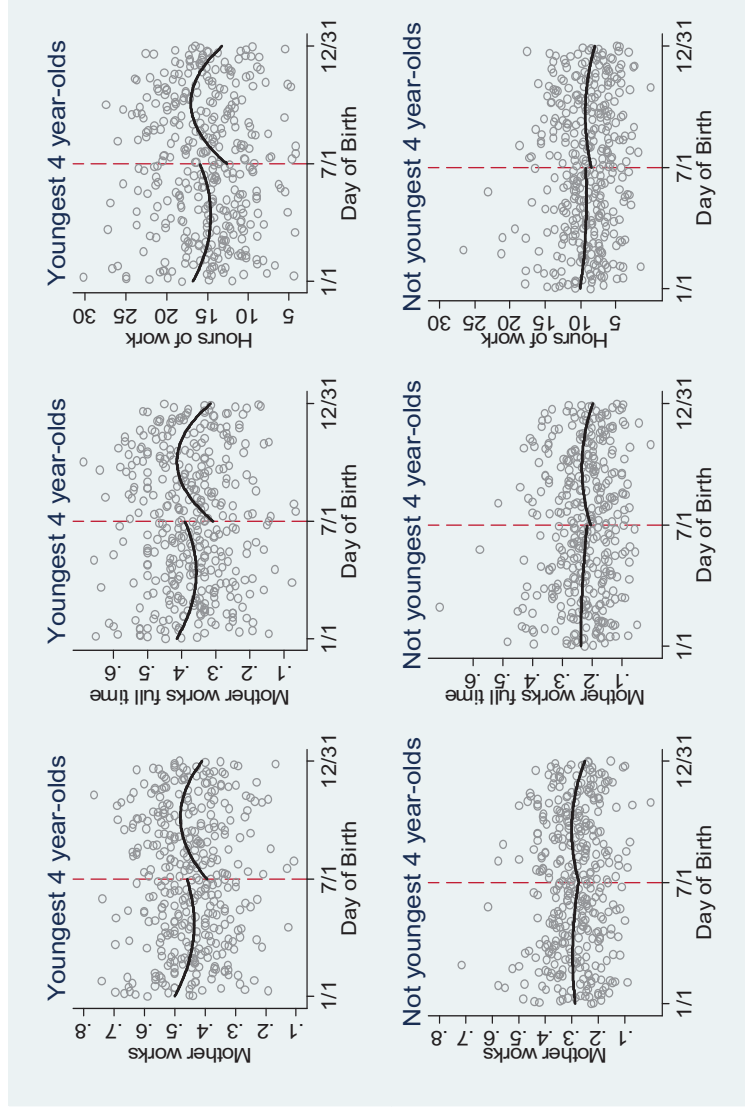 Youngest 4 year-olds
Mother works
.8
.7
.6
.5
.4
.3
.2
.1
1/1 7/1 12/31
Day of Birth
Youngest 4 year-olds
Mother works full time
.6
.5
.4
.3
.2
.1
1/1 7/1 12/31
Day of Birth
Youngest 4 year-olds
Hours of work
30
25
20
15
10
5
1/1 7/1 12/31
Day of Birth
Not youngest 4 year-olds
Mother works
.8
.7
.6
.5
.4
.3
.2
.1
1/1 7/1 12/31
Day of Birth
Not youngest 4 year-olds
Mother works full time
.6
.5
.4
.3
.2
.1
1/1 7/1 12/31
Day of Birth
Not youngest 4 year-olds
Hours of work
30
25
20
15
10
5
1/1 7/1 12/31
Day of Birth